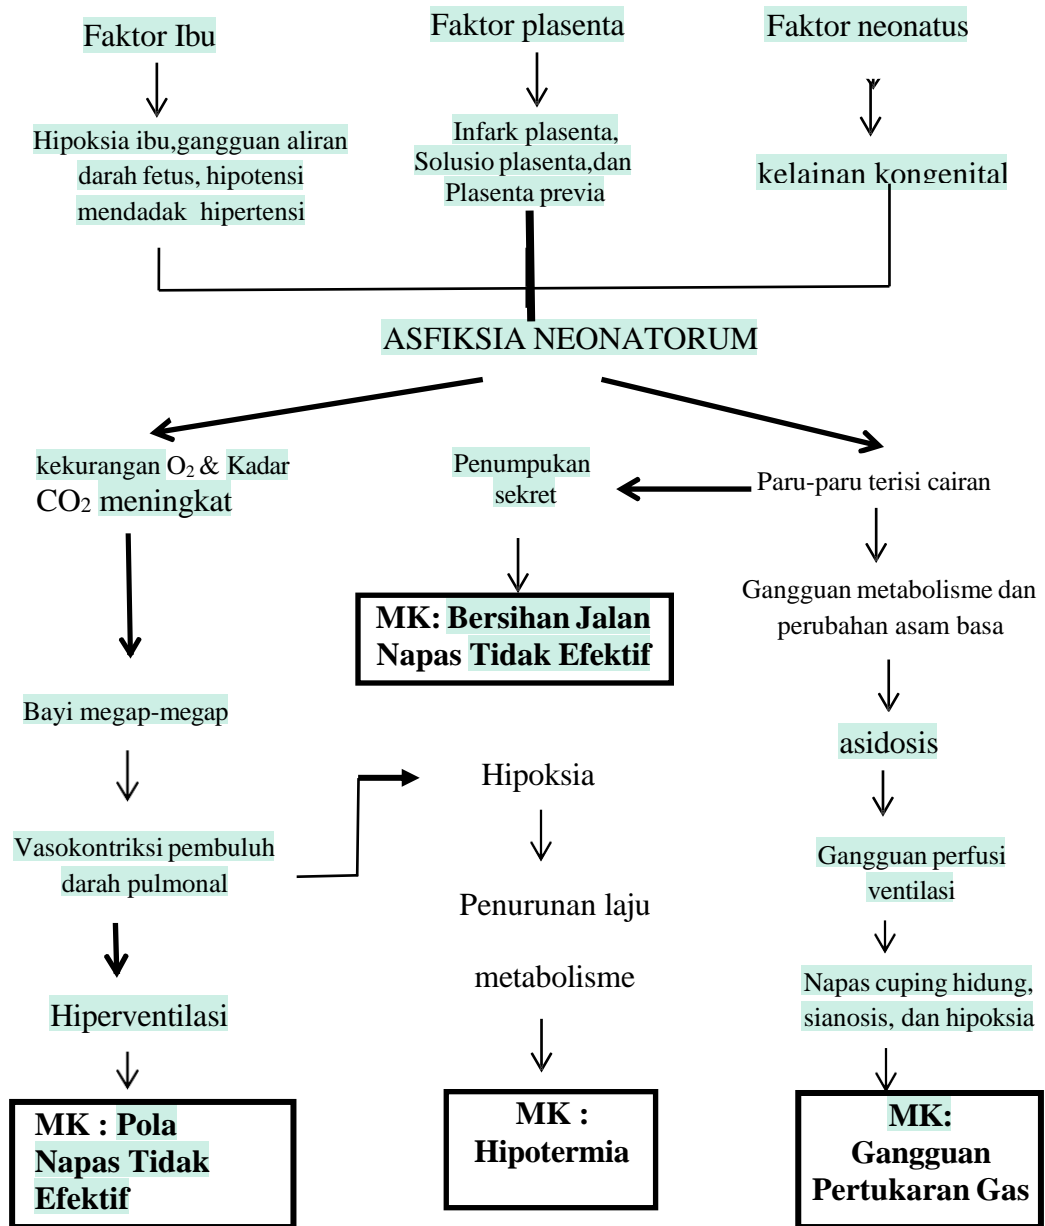 Faktor Ibu
Faktor plasenta
Faktor neonatus
Hipoksia ibu,gangguan aliran
darah fetus, hipotensi
mendadak hipertensi
Infark plasenta,
Solusio plasenta,dan
Plasenta previa
kelainan kongenital
ASFIKSIA NEONATORUM
kekurangan O₂ & Kadar
CO₂ meningkat
Penumpukan
sekret
Paru-paru terisi cairan
MK: Bersihan Jalan
Napas Tidak Efektif
Gangguan metabolisme dan
perubahan asam basa
Bayi megap-megap
Hipoksia
asidosis
Vasokontriksi pembuluh
darah pulmonal
Penurunan laju
metabolisme
Gangguan perfusi
ventilasi
Hiperventilasi
Napas cuping hidung,
sianosis, dan hipoksia
MK : Pola
Napas Tidak
Efektif
MK :
Hipotermia
MK:
Gangguan
Pertukaran Gas